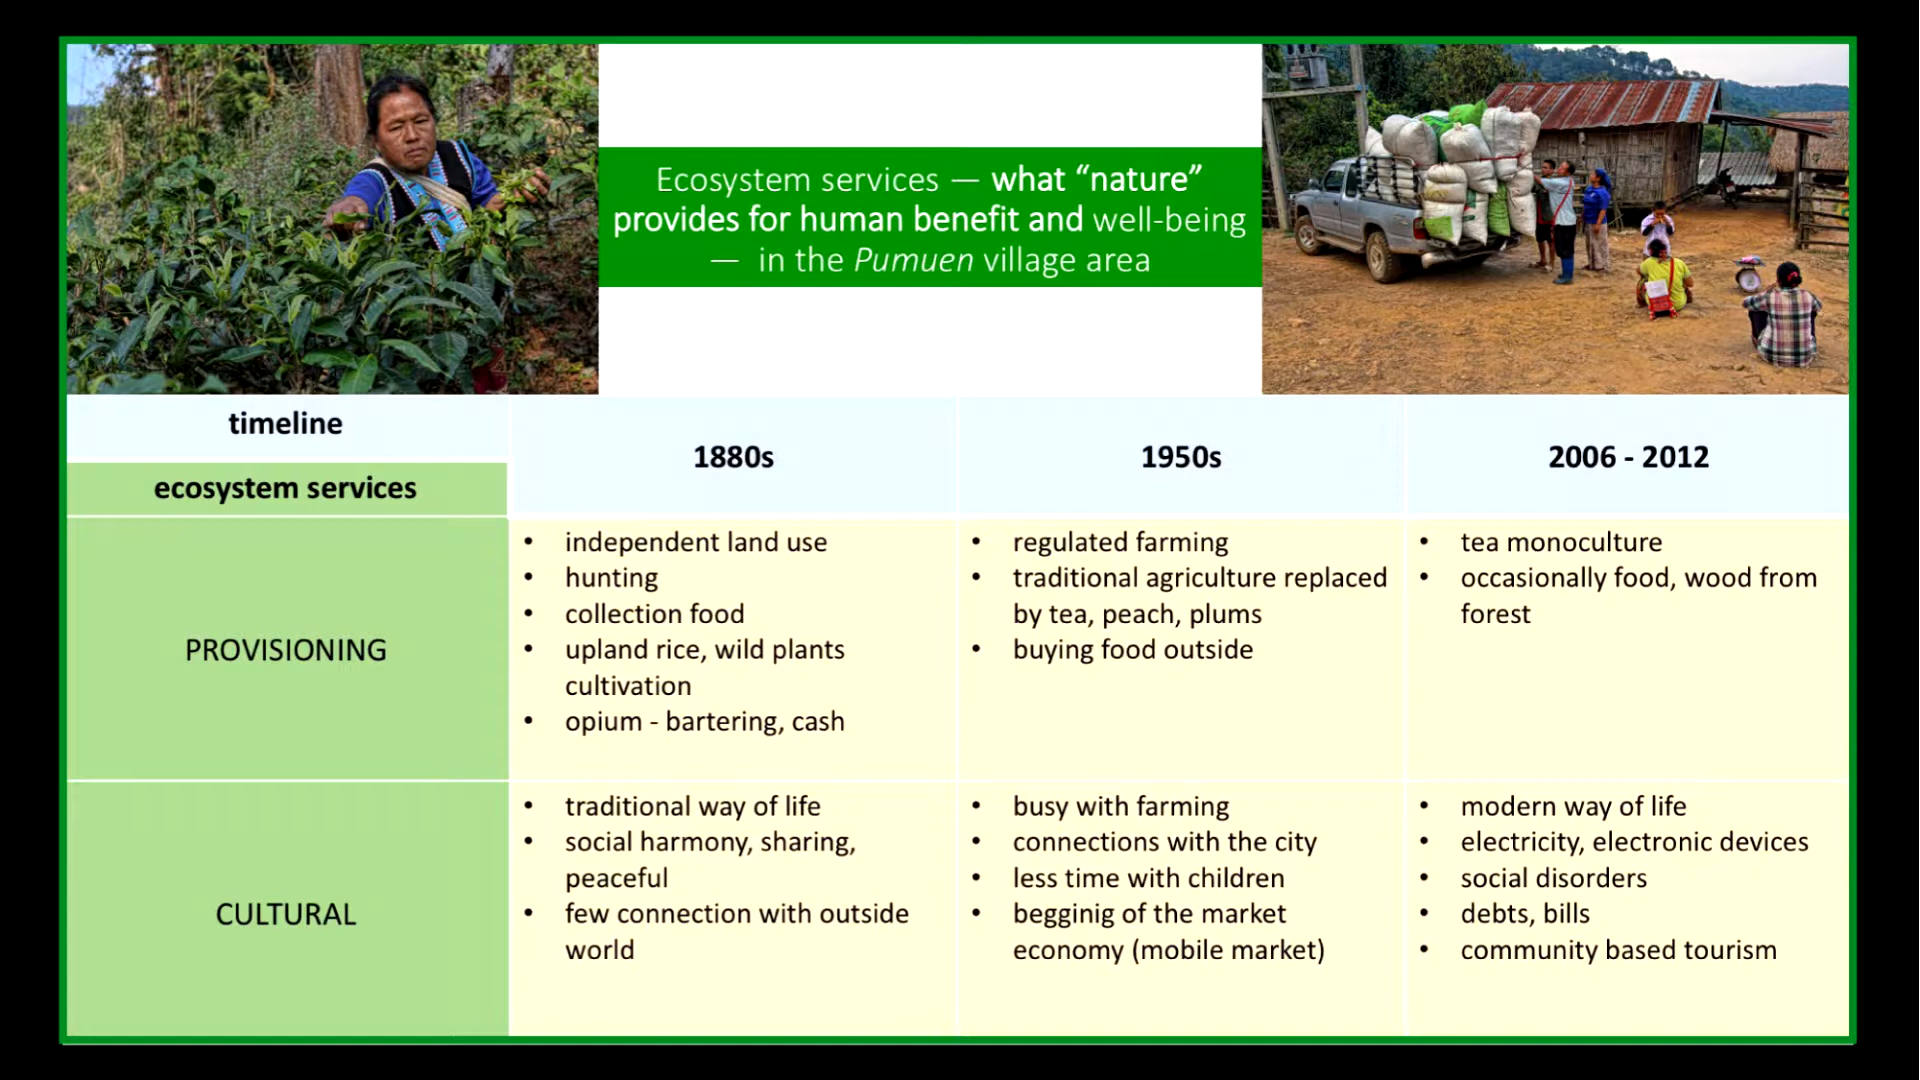 Ecosystem services — what “nature”
provides for human benefit and well-being
— in the Pumuen village area
timeline
ecosystem services
1880s
1950s
2006 - 2012
PROVISIONING
• independent land use
• hunting
• collection food
• upland rice, wild plants
cultivation
• opium - bartering, cash
• regulated farming
• traditional agriculture replaced
by tea, peach, plums
• buying food outside
• tea monoculture
• occasionally food, wood from
forest
CULTURAL
• traditional way of life
• social harmony, sharing,
peaceful
• few connection with outside
world
• busy with farming
• connections with the city
• less time with children
• begginig of the market
economy (mobile market)
• modern way of life
• electricity, electronic devices
• social disorders
• debts, bills
• community based tourism